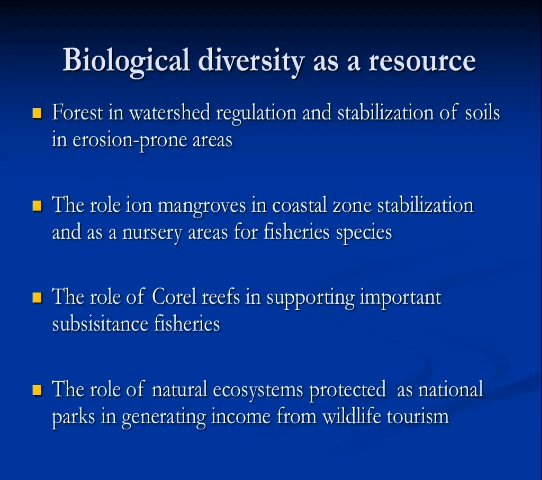 Biological diversity as a resource
Forest in watershed regulation and stabilization of soils
in erosion-prone areas
The role ion mangroves in coastal zone stabilization
and as a nursery areas for fisheries species
The role of Corel reefs in supporting important
subsisitance fisheries
The role of natural ecosystems protected as national
parks in generating income from wildlife tourism